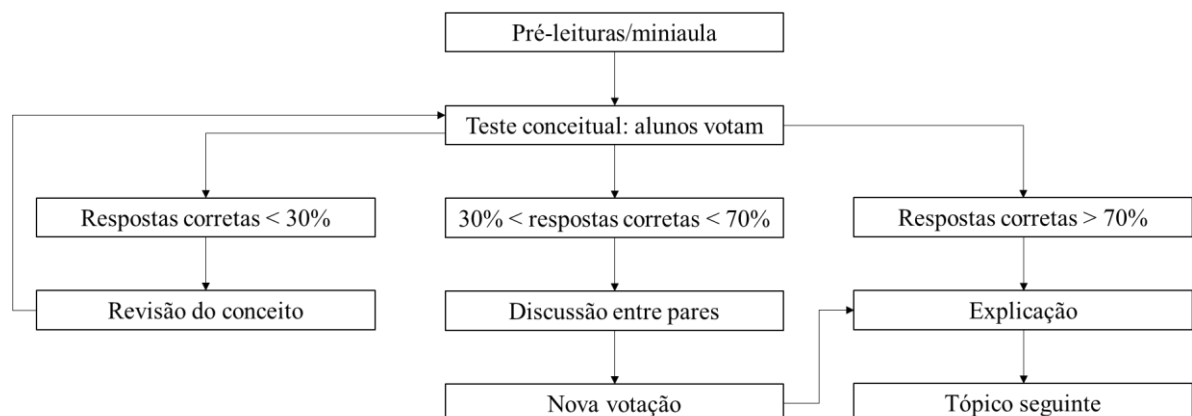 Pré-leituras/miniaula
Teste conceitual: alunos votam
Respostas corretas < 30%
30% < respostas corretas < 70%
Respostas corretas > 70%
Revisão do conceito
Discussão entre pares
Explicação
Nova votação
Tópico seguinte